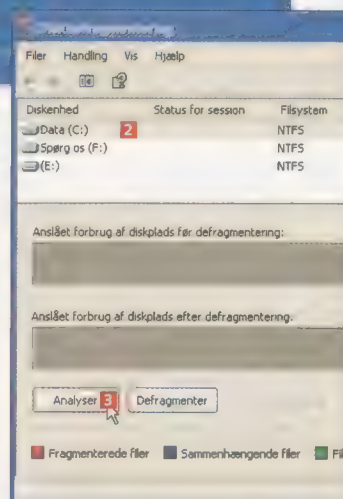 Filer Handling Vis Hjælp
Diskenhed Status for session Filsystem
Data (C:) 2 NTFS
Spørg os (F:) NTFS
(E:) NTFS
Anslået forbrug af diskplads før defragmentering:
Anslået forbrug af diskplads efter defragmentering:
Analyser 3 Defragmenter
Fragmenterede filer Sammenhængende filer